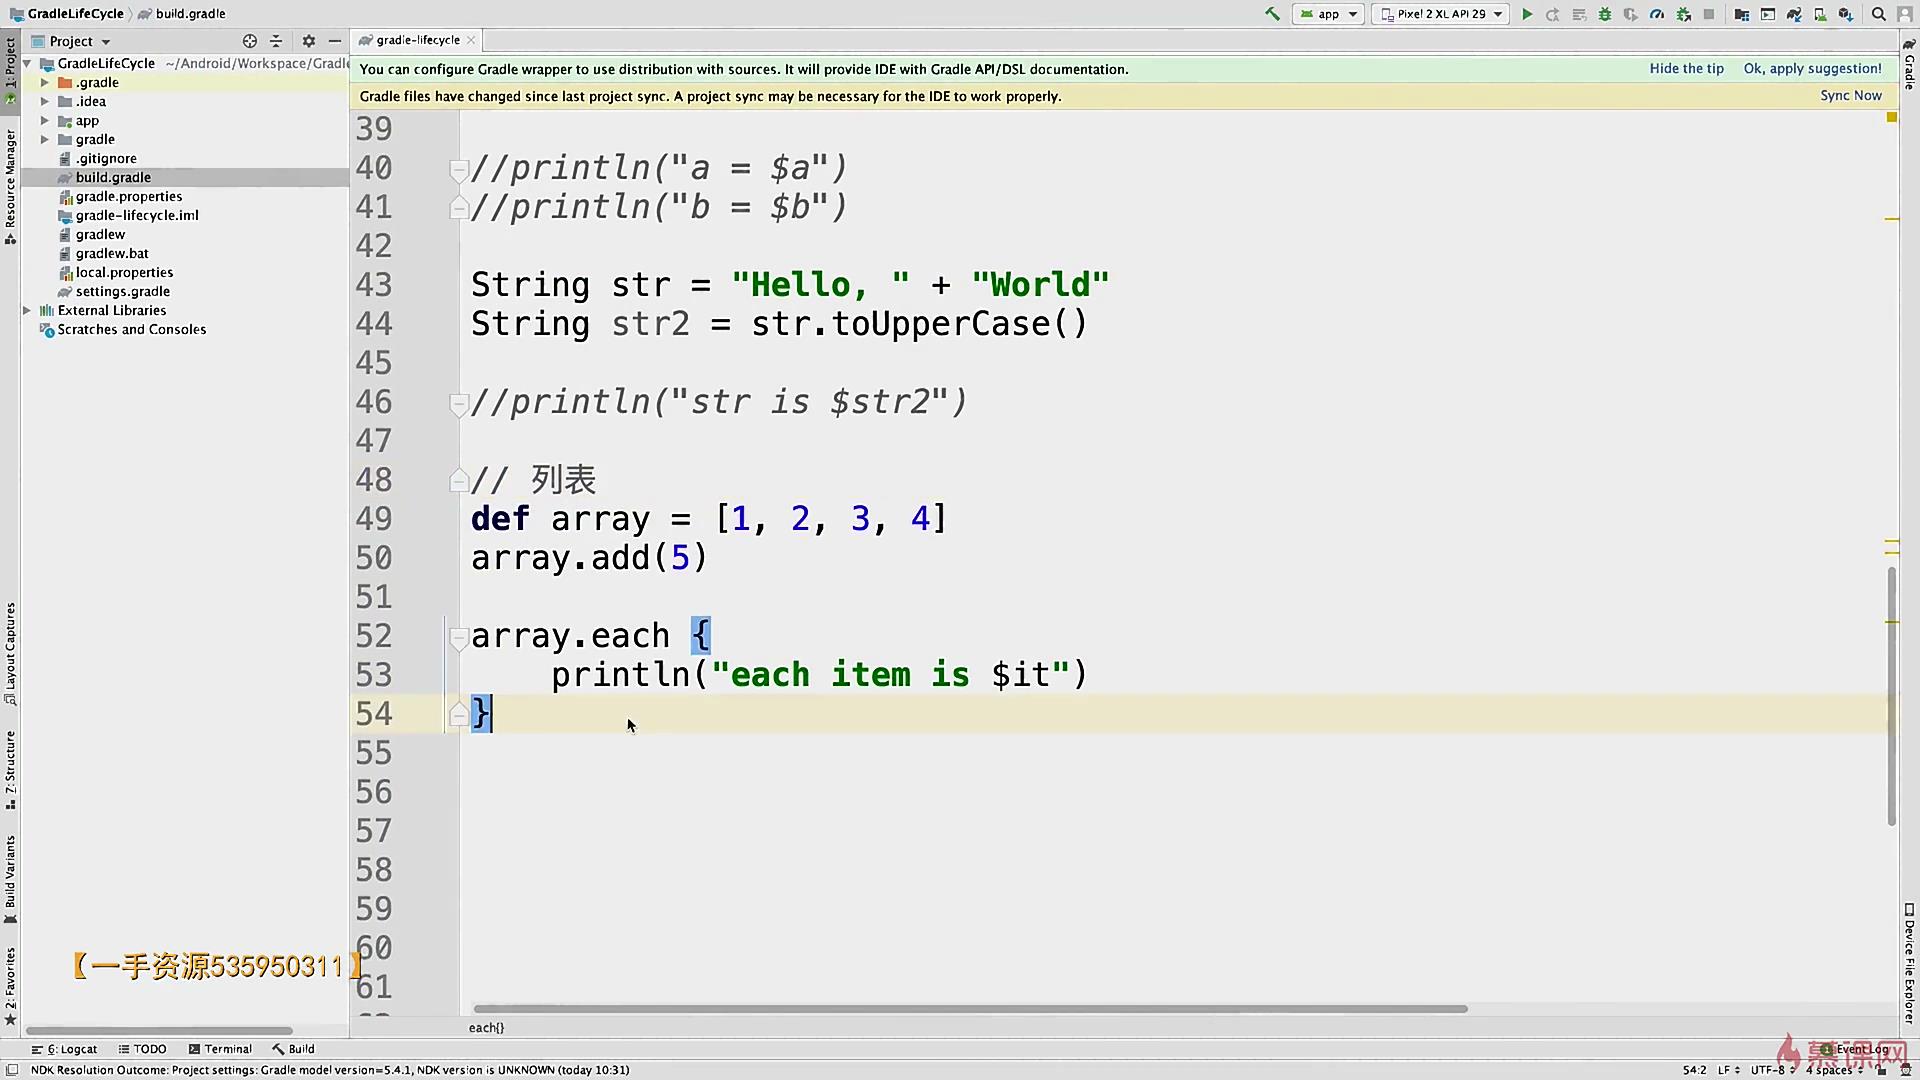 GradleLifeCycle
build.gradle
app
Pixel 2 XL API 29
Project
gradle-lifecycle
1: Project
Resource Manager
Layout Captures
7: Structure
Build Variants
2: Favorites
GradleLifeCycle ~/Android/Workspace/Gradle
.gradle
.idea
app
gradle
.gitignore
build.gradle
gradle.properties
gradle-lifecycle.iml
gradlew
gradlew.bat
local.properties
settings.gradle
External Libraries
Scratches and Consoles
You can configure Gradle wrapper to use distribution with sources. It will provide IDE with Gradle API/DSL documentation.
Hide the tip
Ok, apply suggestion!
Gradle files have changed since last project sync. A project sync may be necessary for the IDE to work properly.
Sync Now
39
40 //println("a = $a")
41 //println("b = $b")
42
43 String str = "Hello, " + "World"
44 String str2 = str.toUpperCase()
45
46 //println("str is $str2")
47
48 // 列表
49 def array = [1, 2, 3, 4]
50 array.add(5)
51
52 array.each {
53     println("each item is $it")
54 }
55
56
57
58
59
60
61
each{}
Gradle
Device File Explorer
【一手资源535950311】
6: Logcat
TODO
Terminal
Build
Event Log
慕课网
NDK Resolution Outcome: Project settings: Gradle model version=5.4.1, NDK version is UNKNOWN (today 10:31)
54:2
LF
UTF-8
4 spaces